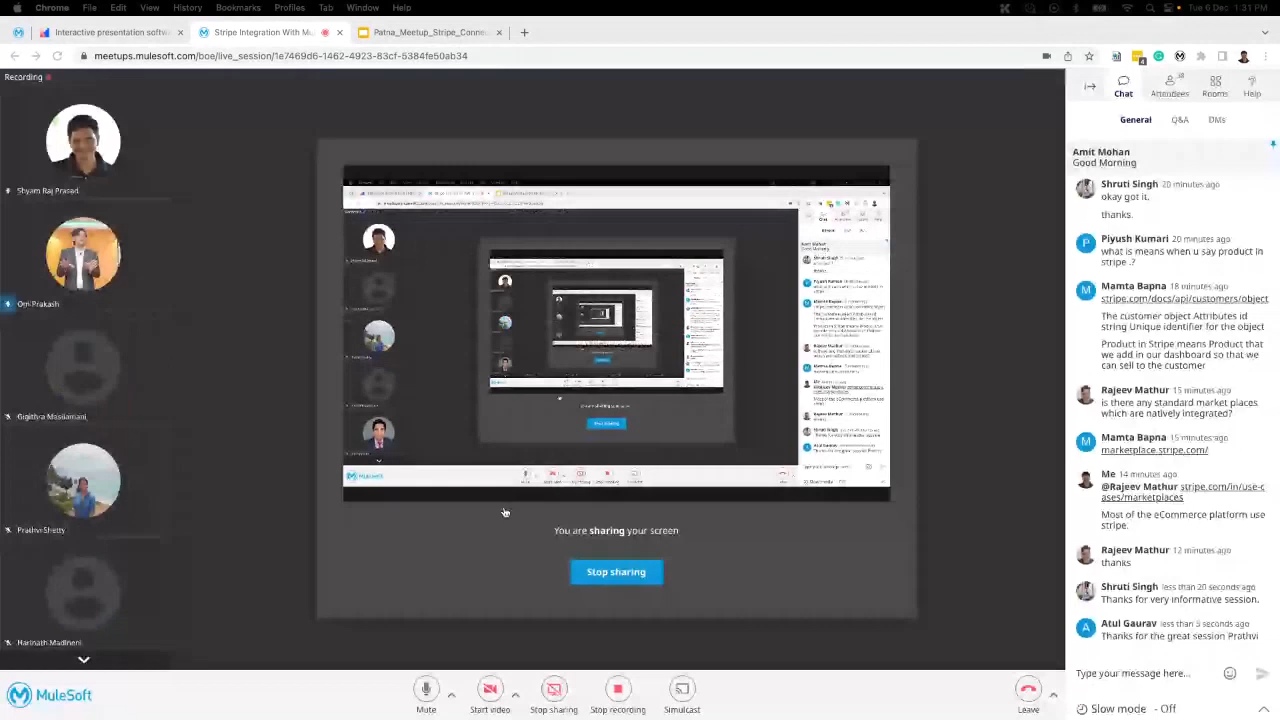 Chrome File Edit View History Bookmarks Profiles Tab Window Help
Tue 6 Dec 1:31 PM
Interactive presentation softw
Stripe Integration With Mu
Patna_Meetup_Stripe_Conne
meetups.mulesoft.com/boe/live_session/1e7469d6-1462-4923-83cf-5384fe50ab34
Recording
Shyam Raj Prasad
Om Prakash
Prathvi Shetty
Harinath Madineni
You are sharing your screen
Stop sharing
MuleSoft
Mute
Start video
Stop sharing
Stop recording
Simulcast
Leave
Chat
Attendees
Rooms
Help
General
Q&A
DMs
Amit Mohan
Good Morning
Shruti Singh 20 minutes ago
okay got it.
thanks.
P
Piyush Kumari 20 minutes ago
what is means when u say product in
stripe .?
M
Mamta Bapna 18 minutes ago
stripe.com/docs/api/customers/object
The customer object Attributes id
string Unique identifier for the object
Product in Stripe means Product that
we add in our dashboard so that we
can sell to the customer
Rajeev Mathur 15 minutes ago
is there any standard market places
which are natively integrated?
M
Mamta Bapna 15 minutes ago
marketplace.stripe.com/
Me 14 minutes ago
@Rajeev Mathur stripe.com/in/use-c
ases/marketplaces
Most of the eCommerce platform use
stripe.
Rajeev Mathur 12 minutes ago
thanks
Shruti Singh less than 20 seconds ago
Thanks for very informative session.
A
Atul Gaurav less than 5 seconds ago
Thanks for the great session Prathvi
Type your message here...
Slow mode - Off